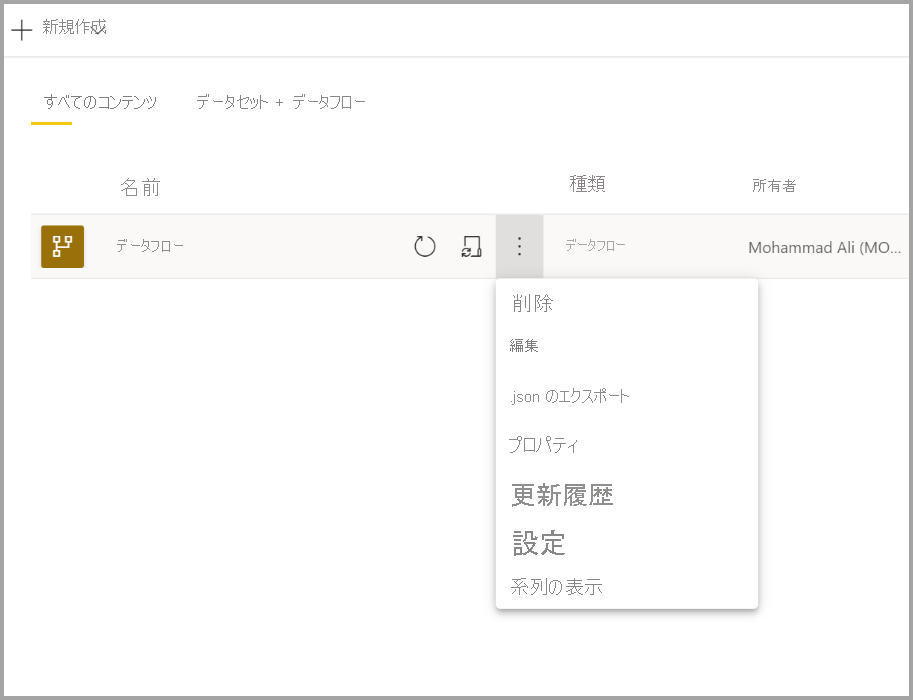 新規作成
すべてのコンテンツ データセット + データフロー
名前 種類 所有者
データフロー データフロー Mohammad Ali (MO...
削除
編集
.json のエクスポート
プロパティ
更新履歴
設定
系列の表示